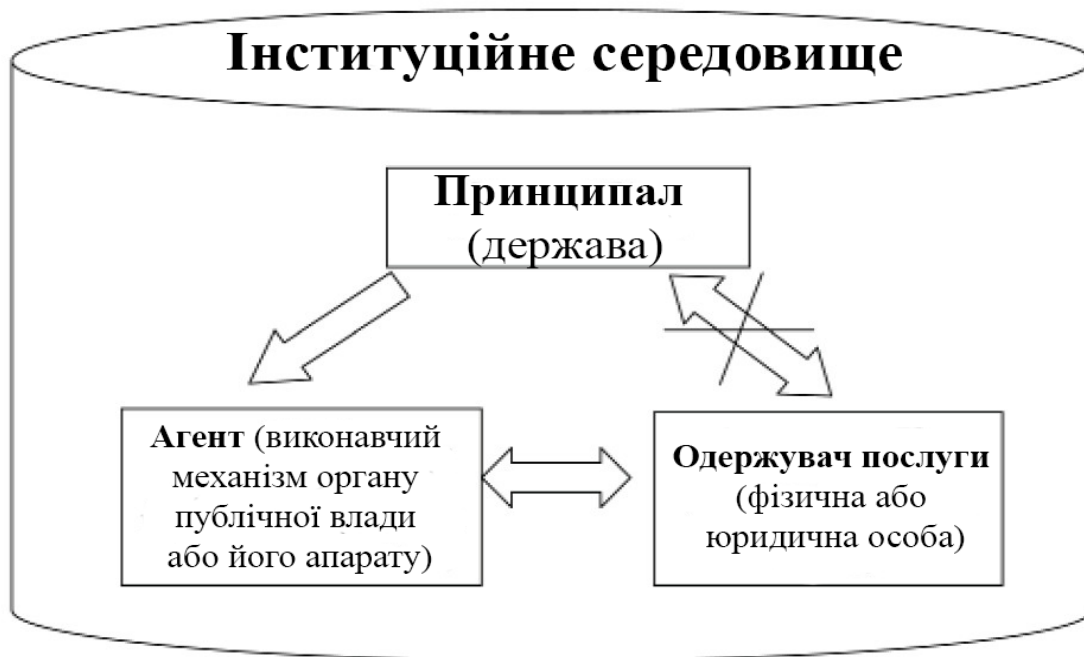 Інституційне середовище
Принципал
(держава)
Агент (виконавчий
механізм органу
публічної влади
або його апарату)
Одержувач послуги
(фізична або
юридична особа)